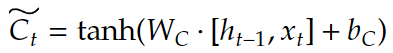 C̃ₜ = tanh(W_C · [hₜ₋₁, xₜ] + b_C)